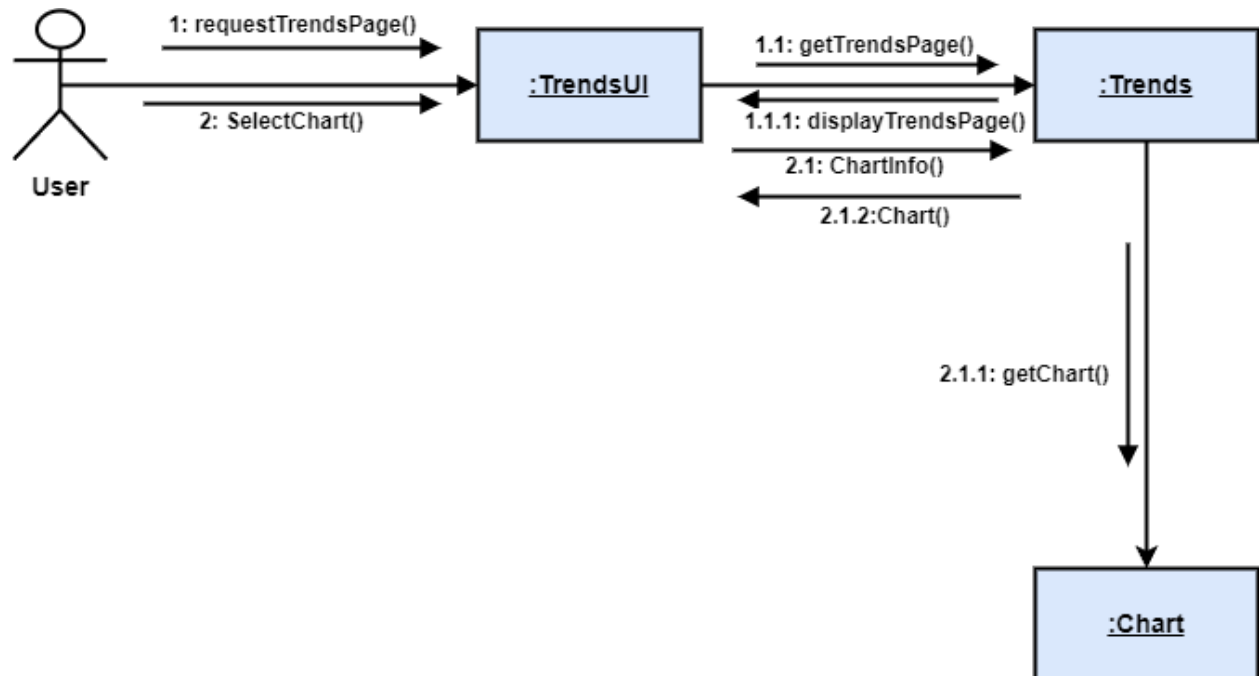 1: requestTrendsPage()
1.1: getTrendsPage()
:TrendsUI
:Trends
2: SelectChart()
1.1.1: displayTrendsPage()
2.1: ChartInfo()
User
2.1.2:Chart()
2.1.1: getChart()
:Chart